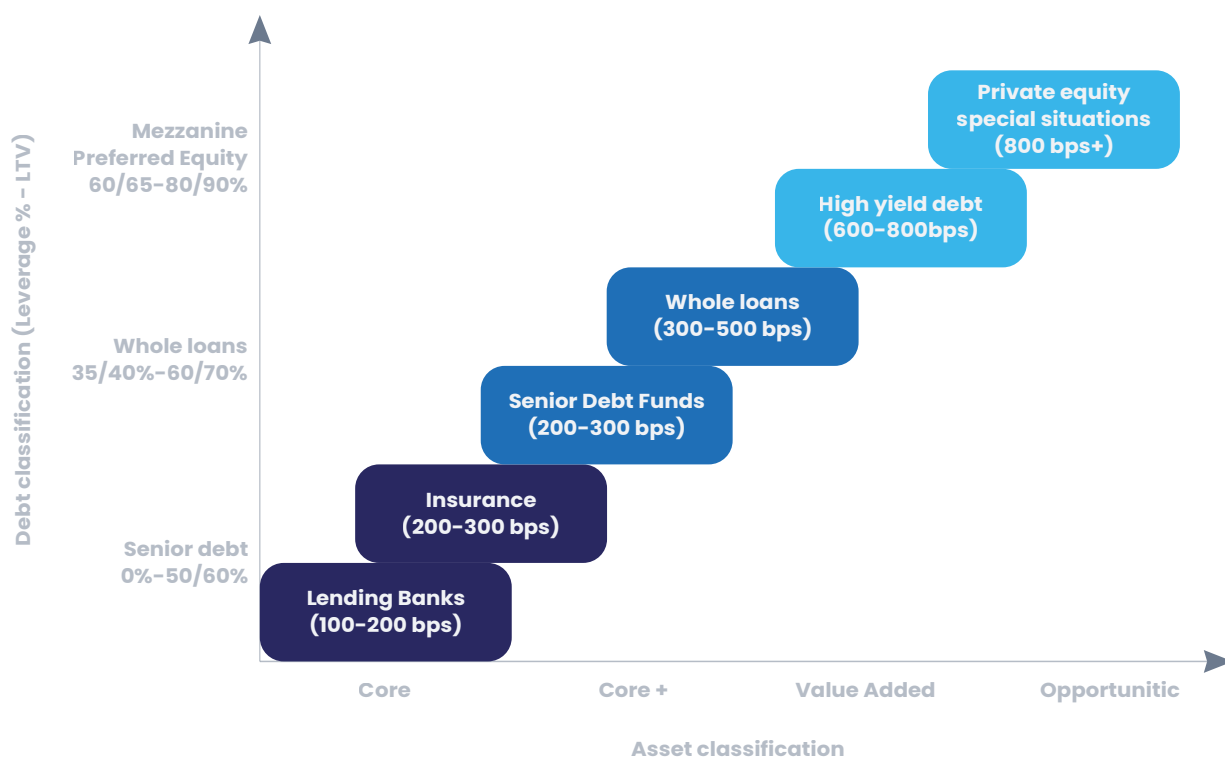 Debt classification (Leverage % - LTV)
Mezzanine
Preferred Equity
60/65-80/90%
Whole loans
35/40%-60/70%
Senior debt
0%-50/60%
Private equity
special situations
(800 bps+)
High yield debt
(600-800bps)
Whole loans
(300-500 bps)
Senior Debt Funds
(200-300 bps)
Insurance
(200-300 bps)
Lending Banks
(100-200 bps)
Core
Core +
Value Added
Opportunitic
Asset classification